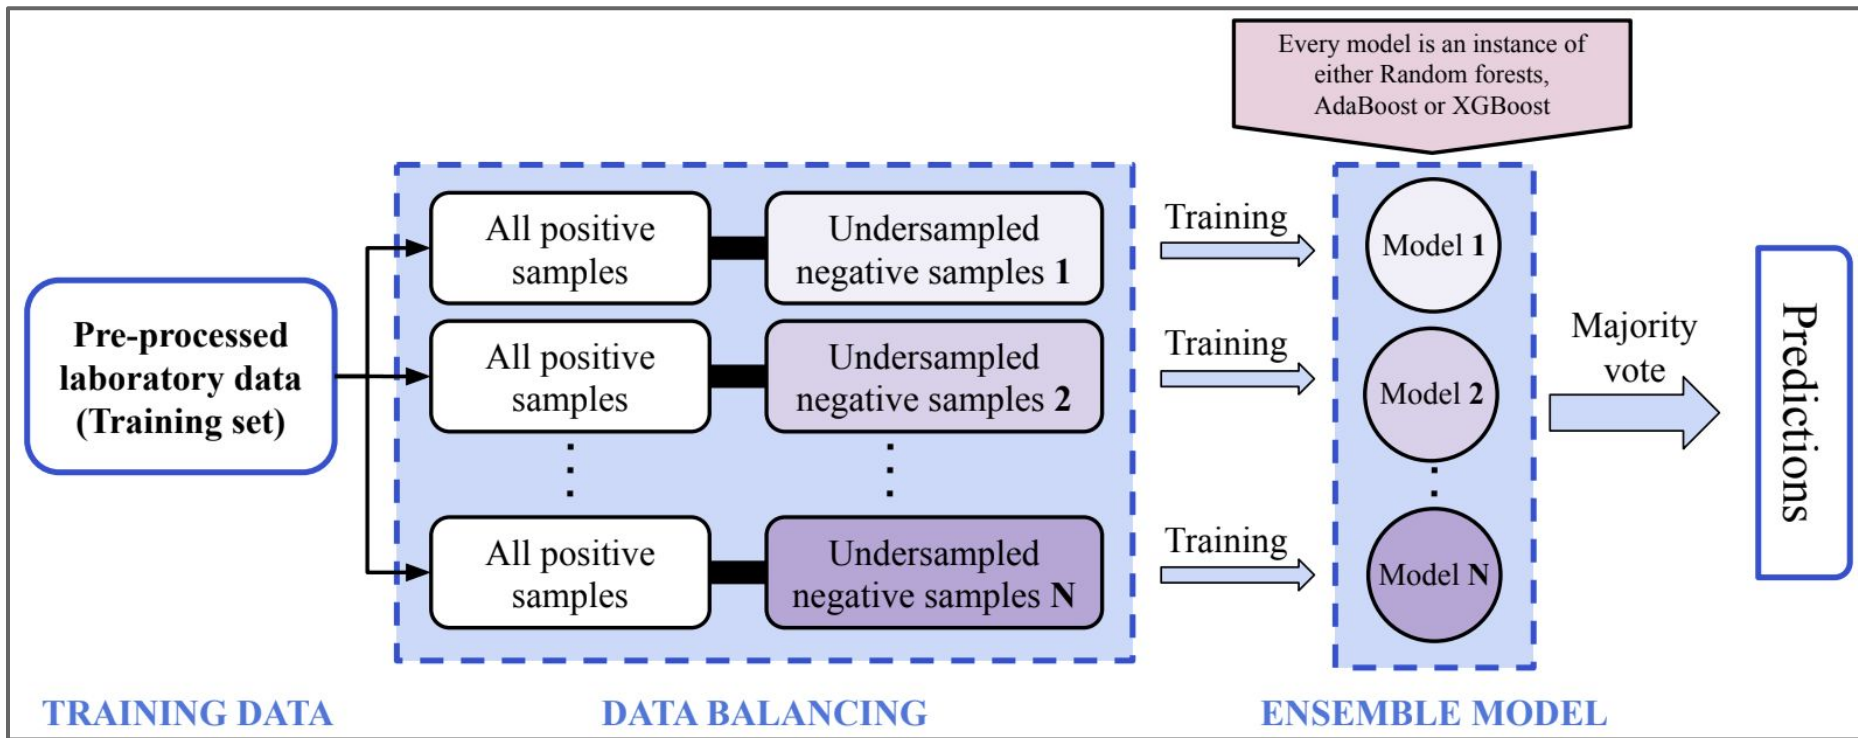 Every model is an instance of
either Random forests,
AdaBoost or XGBoost
Pre-processed
laboratory data
(Training set)
All positive
samples
Undersampled
negative samples 1
Training
Model 1
All positive
samples
Undersampled
negative samples 2
Training
Model 2
All positive
samples
Undersampled
negative samples N
Training
Model N
Majority
vote
Predictions
TRAINING DATA
DATA BALANCING
ENSEMBLE MODEL